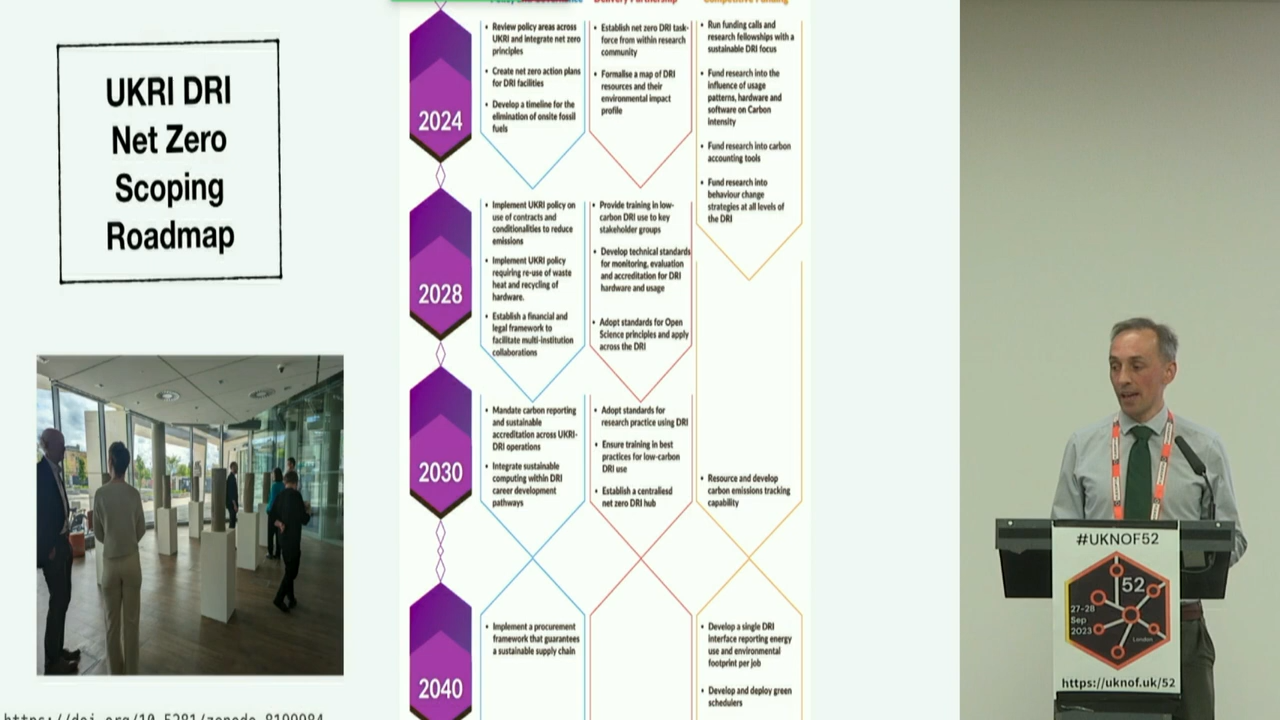 UKRI DRI
Net Zero
Scoping
Roadmap
Delivery Partnership
Competitive Funding
2024
• Review policy areas across
UKRI and integrate net zero
principles
• Create net zero action plans
for DRI facilities
• Develop a timeline for the
elimination of onsite fossil
fuels
• Establish net zero DRI task-
force from within research
community
• Formalise a map of DRI
resources and their
environmental impact
profile
• Run funding calls and
research fellowships with a
sustainable DRI focus
• Fund research into the
influence of usage
patterns, hardware and
software on Carbon
Intensity
• Fund research into carbon
accounting tools
• Fund research into
behaviour change
strategies at all levels of
the DRI
2028
• Implement UKRI policy on
use of contracts and
conditionalities to reduce
emissions
• Implement UKRI policy
requiring re-use of waste
heat and recycling of
hardware.
• Establish a financial and
legal framework to
facilitate multi-institution
collaborations
• Provide training in low-
carbon DRI use to key
stakeholder groups
• Develop technical standards
for monitoring, evaluation
and accreditation for DRI
hardware and usage
• Adopt standards for Open
Science principles and apply
across the DRI
2030
• Mandate carbon reporting
and sustainable
accreditation across UKRI-
DRI operations
• Integrate sustainable
computing within DRI
career development
pathways
• Adopt standards for
research practice using DRI
• Ensure training in best
practices for low-carbon
DRI use
• Establish a centraliesd
net zero DRI hub
• Resource and develop
carbon emissions tracking
capability
2040
• Implement a procurement
framework that guarantees
a sustainable supply chain
• Develop a single DRI
interface reporting energy
use and environmental
footprint per job
• Develop and deploy green
schedulers
https://doi.org/10.5281/zenodo.8199984
#UKNOF52
52
27-28
Sep
2023
London
https://uknof.uk/52